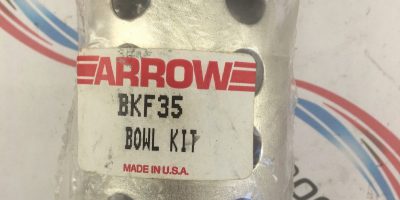 ARROW
BKF35
BOWL KIT
MADE IN U.S.A.